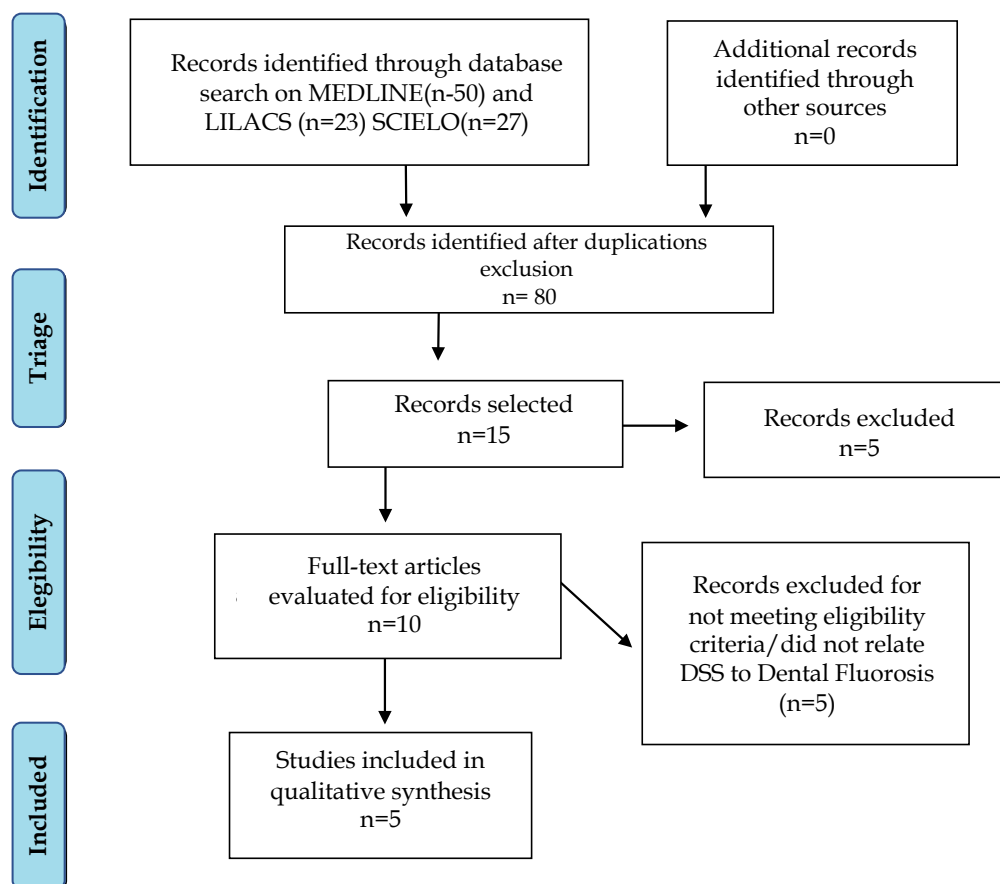 Identification
Records identified through database
search on MEDLINE(n-50) and
LILACS (n=23) SCIELO(n=27)
Additional records
identified through
other sources
n=0
Records identified after duplications
exclusion
n= 80
Triage
Records selected
n=15
Records excluded
n=5
Elegibility
Full-text articles
evaluated for eligibility
n=10
Records excluded for
not meeting eligibility
criteria/did not relate
DSS to Dental Fluorosis
(n=5)
Included
Studies included in
qualitative synthesis
n=5